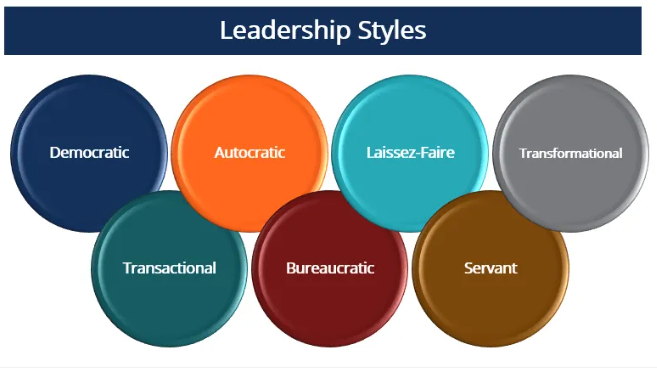 Leadership Styles
Democratic
Autocratic
Laissez-Faire
Transformational
Transactional
Bureaucratic
Servant